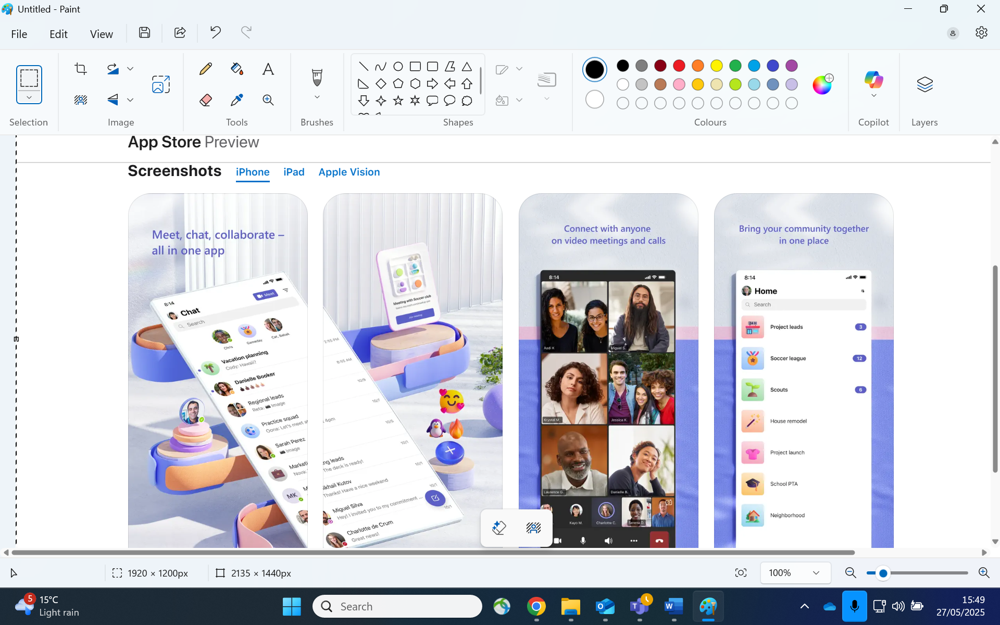 Untitled - Paint
File
Edit
View
Selection
Image
Tools
Brushes
Shapes
Colours
Copilot
Layers
App Store Preview
Screenshots
iPhone
iPad
Apple Vision
Meet, chat, collaborate –
all in one app
8:14
Meet
Chat
Search
Chris
Gameday
Cat, Babak
Vacation planning
Cody: Hawaii?
Danielle Booker
Regional leads
Reta: Image
Practice squad
Oona: Let's meet a
Sarah Perez
Image
Marketi
Nova:
MK
M
Meeting with Soccer club
Join meeting
2:55 PM
8:55 AM
10/9
10/7
4pm
10/5
10/1
ng leads
The deck is ready!
10/1
ikhail Kutov
Thanks! Have a nice weekend
10/1
Miguel Silva
Hey! I invited you to my commitment ...
10/1
Charlotte de Crum
Great news!
Connect with anyone
on video meetings and calls
8:14
Aadi K
Miguel S.
Krystal M.
Jessica K.
Laurence G.
Danielle B.
Kayo M.
Charlotte C.
Serena D.
Bring your community together
in one place
8:14
Home
Search
24 H
Project leads
3
Soccer league
12
Scouts
6
House remodel
Project launch
School PTA
Neighborhood
1920 × 1200px
2135 × 1440px
100%
5
15°C
Light rain
Search
15:49
27/05/2025